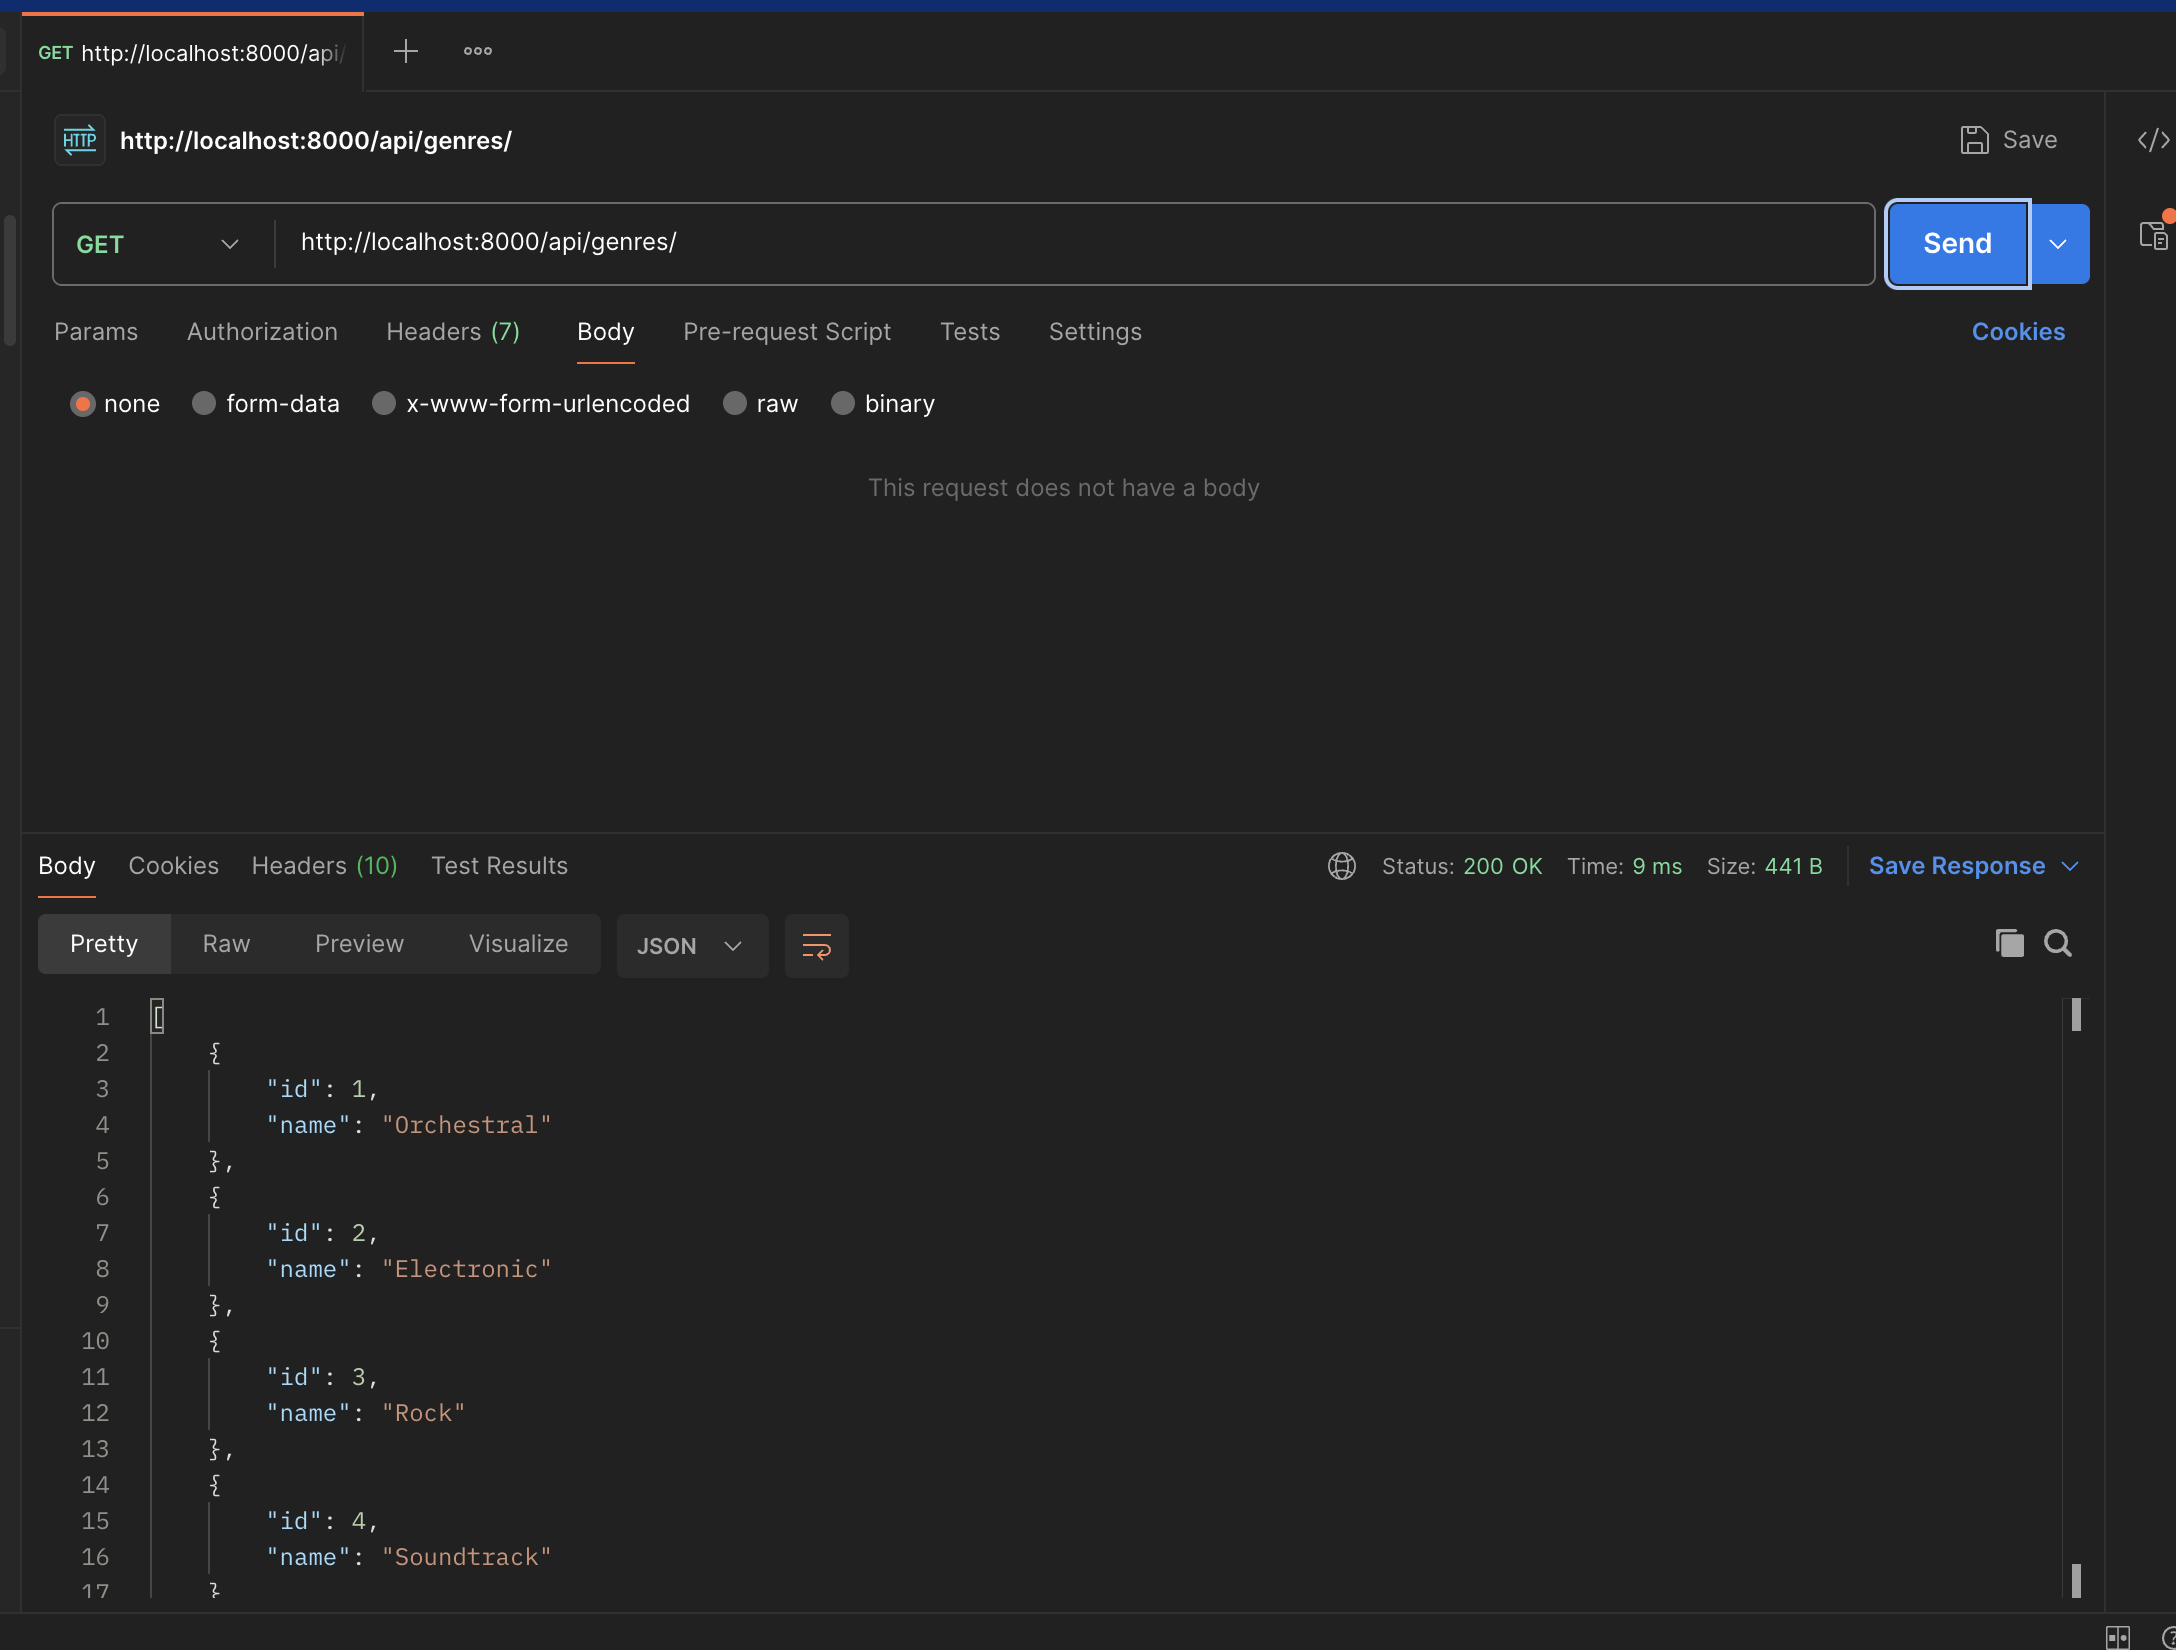 GET http://localhost:8000/api/
HTTP http://localhost:8000/api/genres/ Save
GET http://localhost:8000/api/genres/ Send
Params Authorization Headers (7) Body Pre-request Script Tests Settings Cookies
none form-data x-www-form-urlencoded raw binary
This request does not have a body
Body Cookies Headers (10) Test Results Status: 200 OK Time: 9 ms Size: 441 B Save Response
Pretty Raw Preview Visualize JSON
1 [
2 {
3 "id": 1,
4 "name": "Orchestral"
5 },
6 {
7 "id": 2,
8 "name": "Electronic"
9 },
10 {
11 "id": 3,
12 "name": "Rock"
13 },
14 {
15 "id": 4,
16 "name": "Soundtrack"
17 }